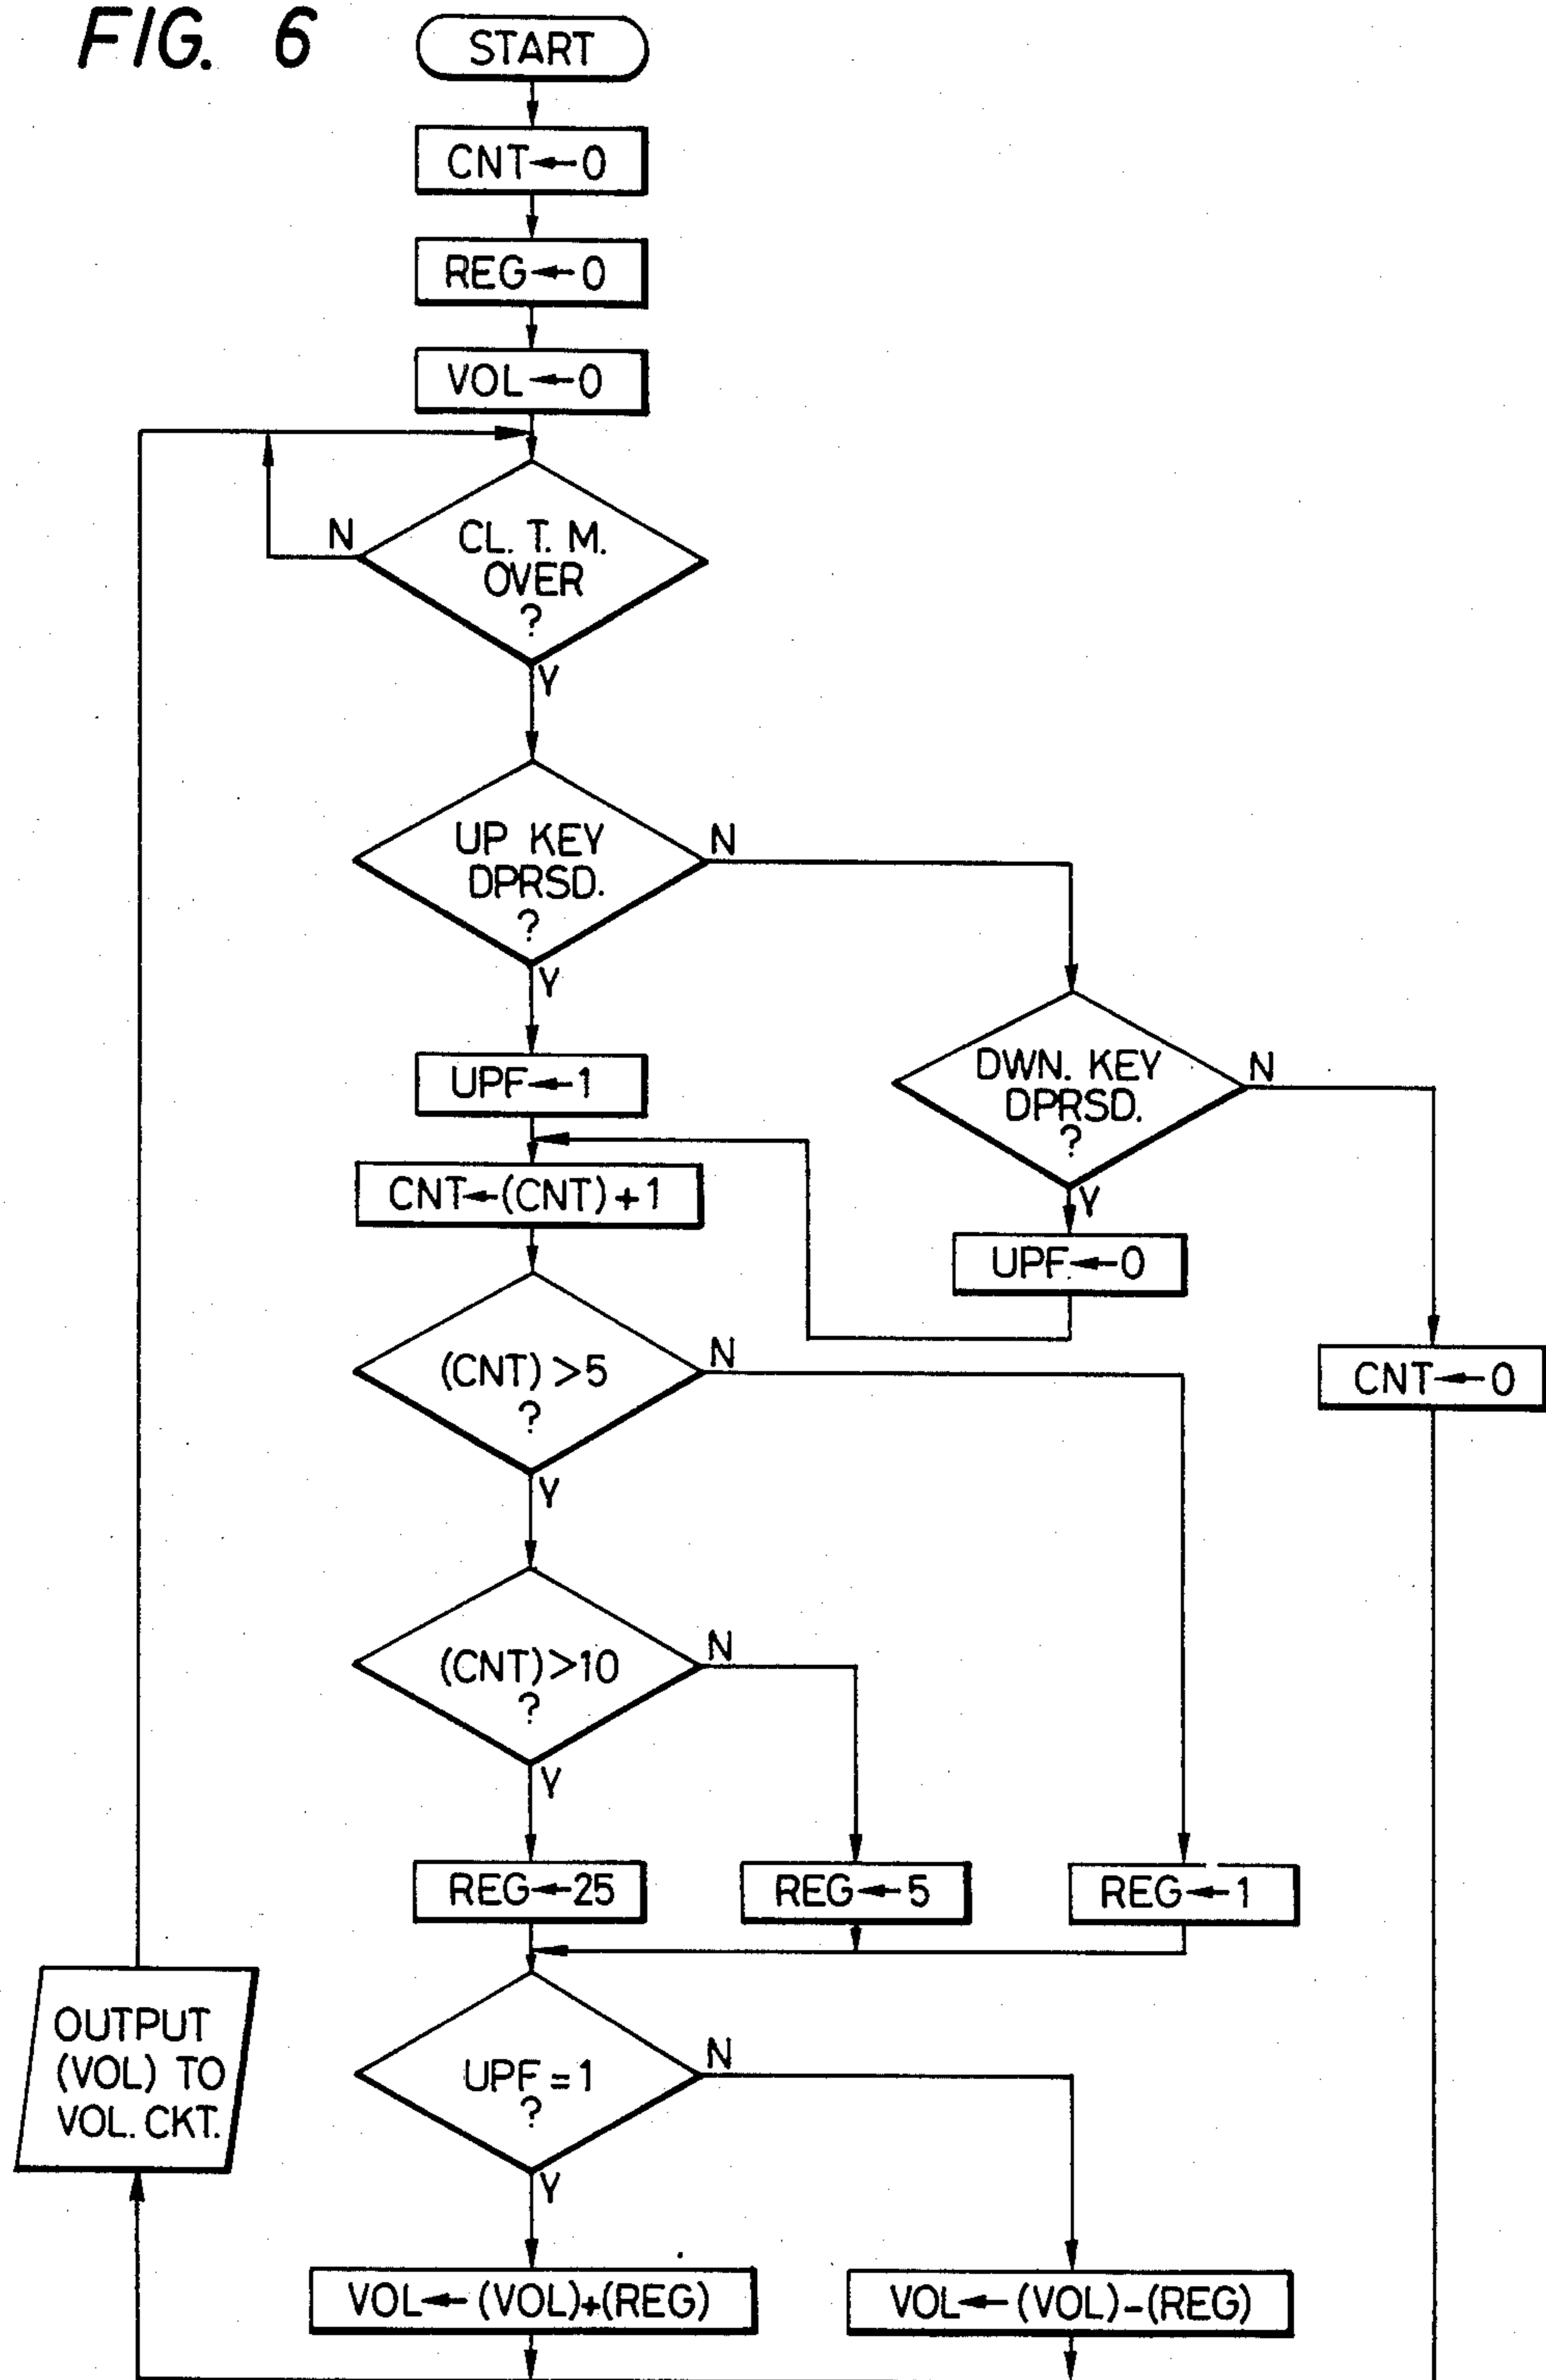 FIG. 6
START
CNT←0
REG←0
VOL←0
N
CL. T. M.
OVER
?
Y
UP KEY
DPRSD.
?
N
Y
UPF←1
DWN. KEY
DPRSD.
?
N
Y
CNT←(CNT)+1
UPF←0
(CNT)>5
?
N
Y
CNT←0
(CNT)>10
?
N
Y
REG←25
REG←5
REG←1
OUTPUT
(VOL) TO
VOL. CKT.
UPF=1
?
N
Y
VOL←(VOL)+(REG)
VOL←(VOL)-(REG)